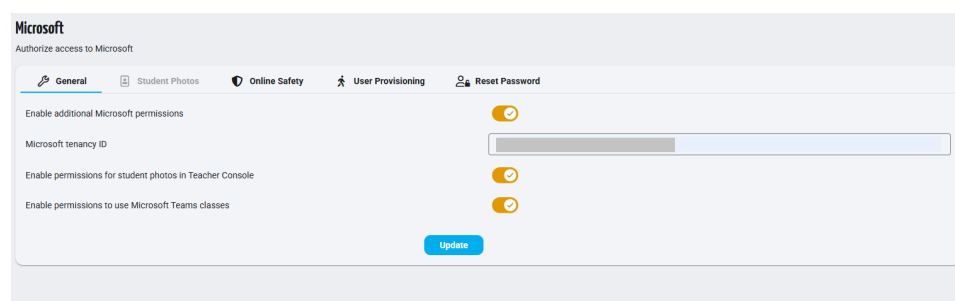 Microsoft
Authorize access to Microsoft
General Student Photos Online Safety User Provisioning Reset Password
Enable additional Microsoft permissions
Microsoft tenancy ID
Enable permissions for student photos in Teacher Console
Enable permissions to use Microsoft Teams classes
Update